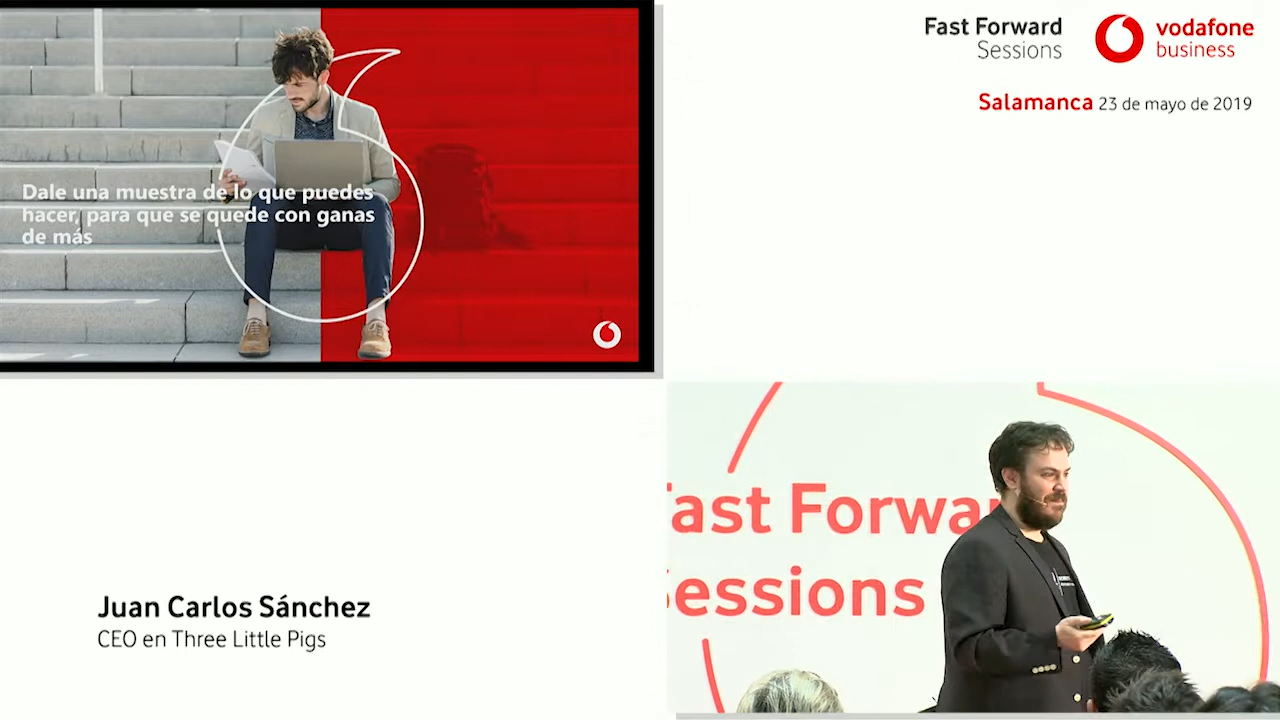 Dale una muestra de lo que puedes
hacer, para que se quede con ganas
de más
Fast Forward
Sessions
vodafone
business
Salamanca 23 de mayo de 2019
Juan Carlos Sánchez
CEO en Three Little Pigs
Fast Forwar
Sessions